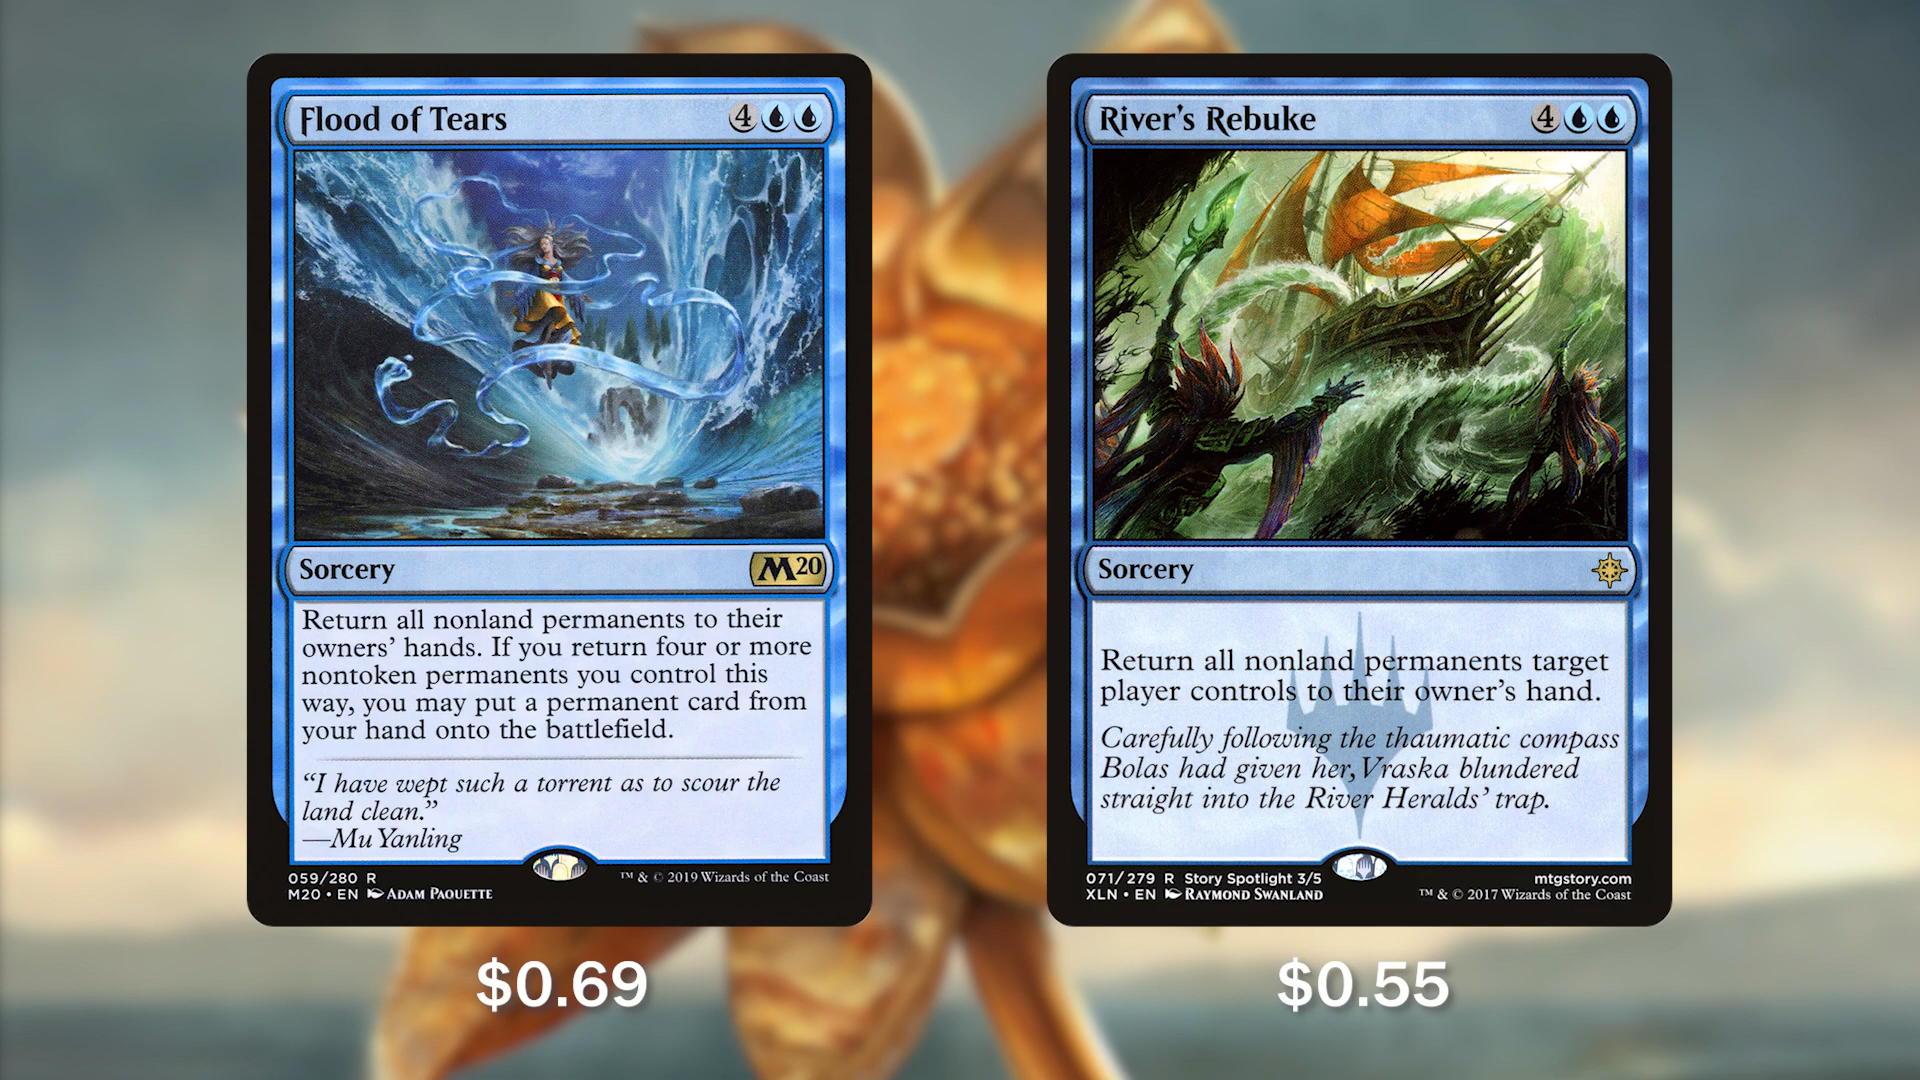 Flood of Tears 4
Sorcery M20
Return all nonland permanents to their
owners' hands. If you return four or more
nontoken permanents you control this
way, you may put a permanent card from
your hand onto the battlefield.
“I have wept such a torrent as to scour the
land clean.”
—Mu Yanling
059/280 R
M20 • EN ADAM PAQUETTE
™ & © 2019 Wizards of the Coast
$0.69
River's Rebuke 4
Sorcery
Return all nonland permanents target
player controls to their owner's hand.
Carefully following the thaumatic compass
Bolas had given her, Vraska blundered
straight into the River Heralds' trap.
071/279 R Story Spotlight 3/5
XLN • EN RAYMOND SWANLAND
mtgstory.com
™ & © 2017 Wizards of the Coast
$0.55